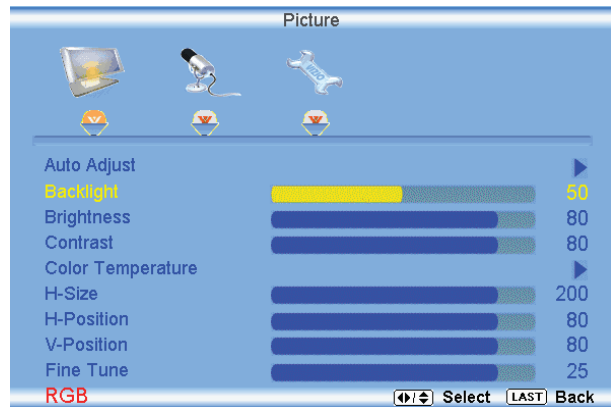 Picture
VIZIO
Auto Adjust
Backlight 50
Brightness 80
Contrast 80
Color Temperature
H-Size 200
H-Position 80
V-Position 80
Fine Tune 25
RGB Select LAST Back